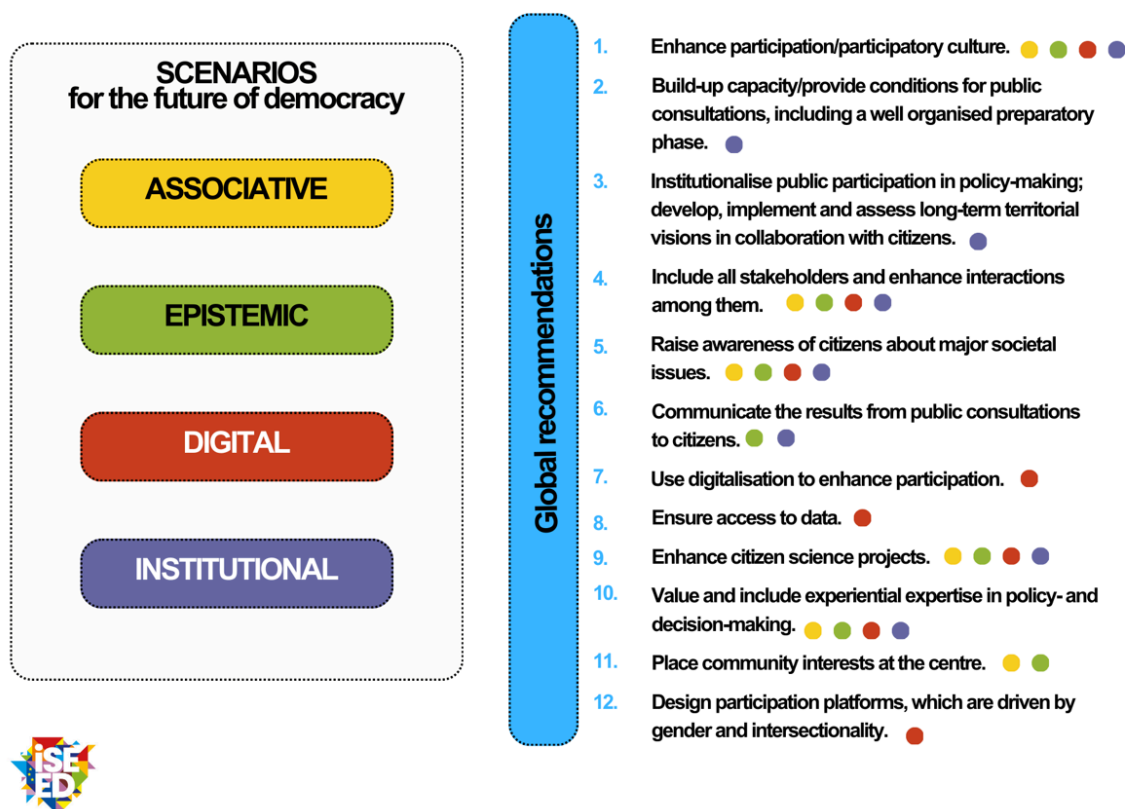 SCENARIOS
for the future of democracy
ASSOCIATIVE
EPISTEMIC
DIGITAL
INSTITUTIONAL
iSE
ED
Global recommendations
1. Enhance participation/participatory culture.
2. Build-up capacity/provide conditions for public
consultations, including a well organised preparatory
phase.
3. Institutionalise public participation in policy-making;
develop, implement and assess long-term territorial
visions in collaboration with citizens.
4. Include all stakeholders and enhance interactions
among them.
5. Raise awareness of citizens about major societal
issues.
6. Communicate the results from public consultations
to citizens.
7. Use digitalisation to enhance participation.
8. Ensure access to data.
9. Enhance citizen science projects.
10. Value and include experiential expertise in policy- and
decision-making.
11. Place community interests at the centre.
12. Design participation platforms, which are driven by
gender and intersectionality.